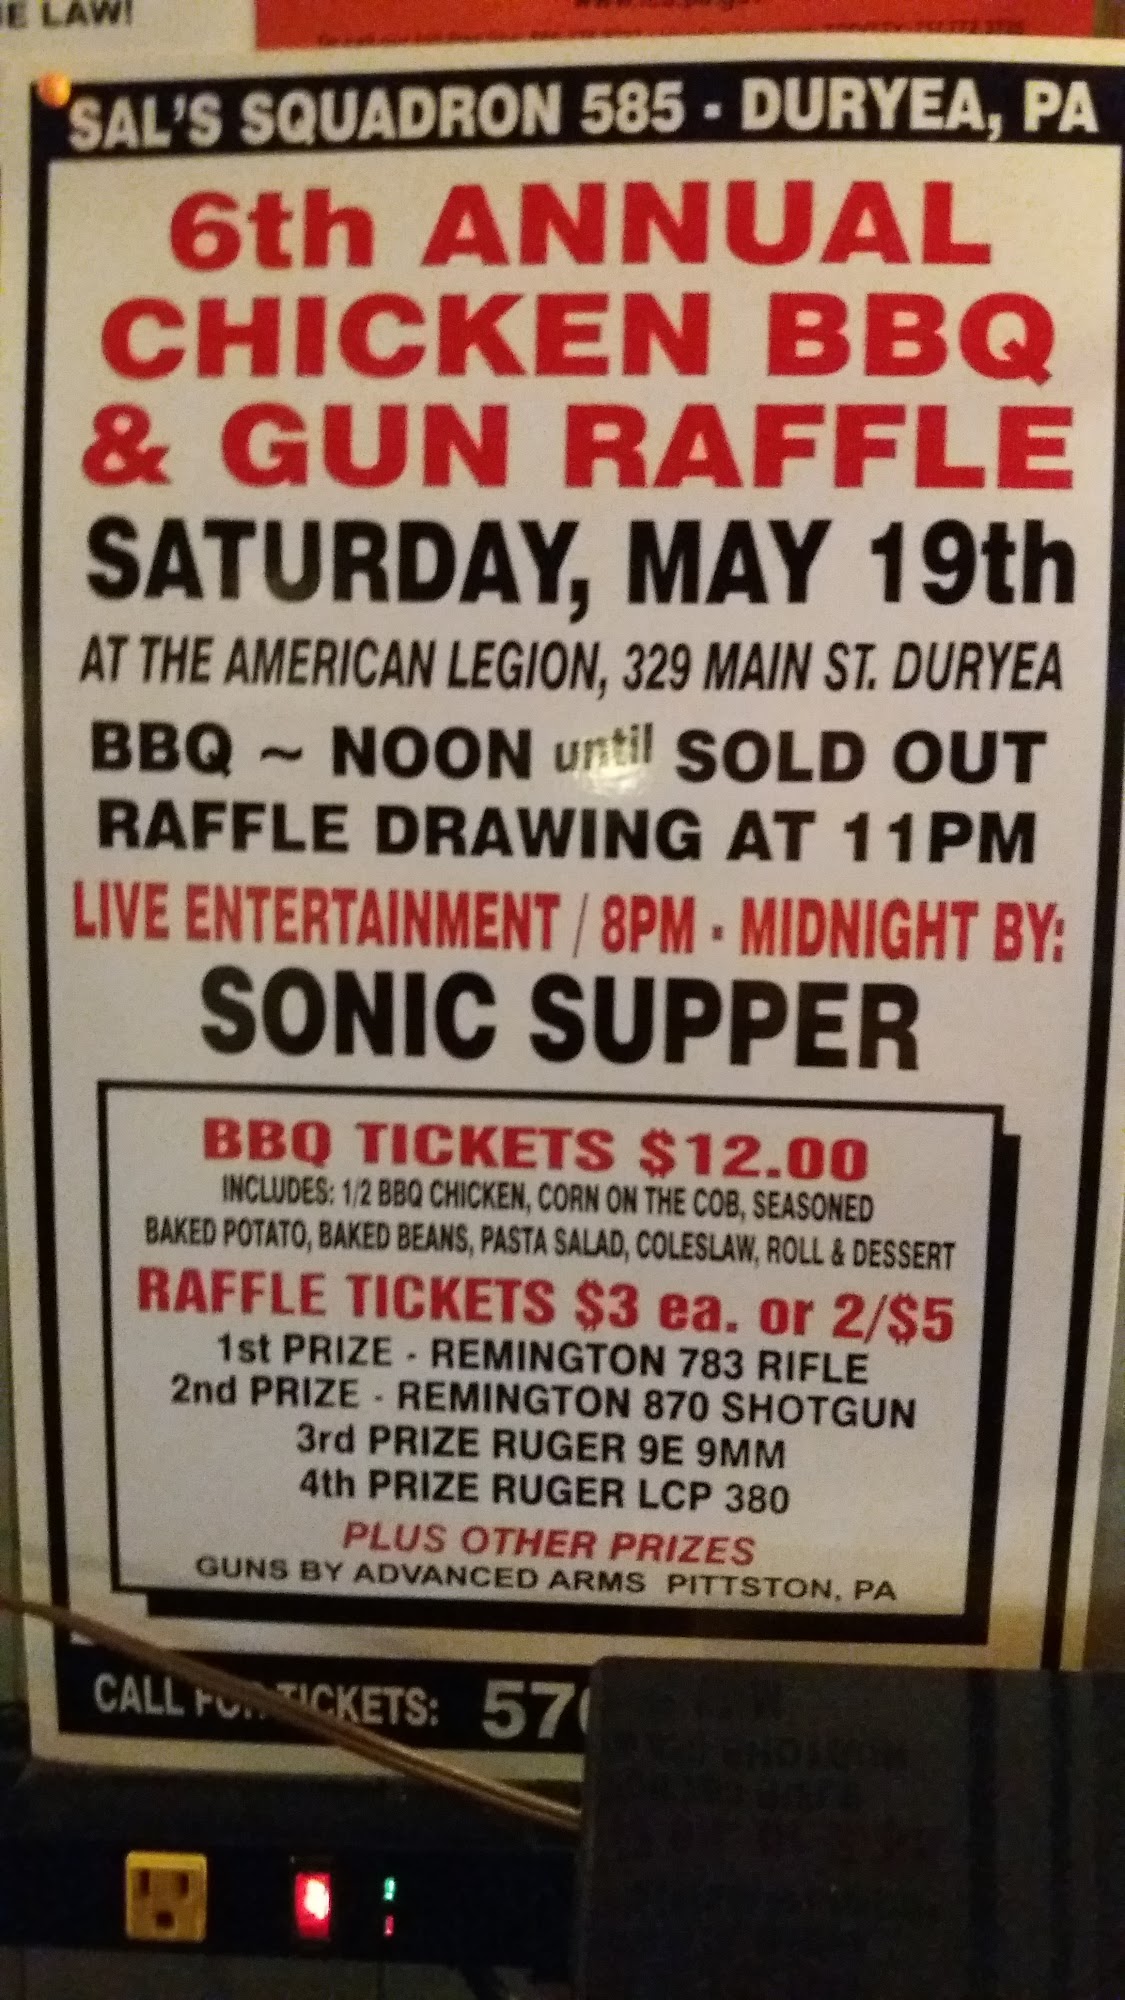 E LAW!
SAL'S SQUADRON 585 - DURYEA, PA
6th ANNUAL
CHICKEN BBQ
& GUN RAFFLE
SATURDAY, MAY 19th
AT THE AMERICAN LEGION, 329 MAIN ST. DURYEA
BBQ ~ NOON until SOLD OUT
RAFFLE DRAWING AT 11PM
LIVE ENTERTAINMENT / 8PM - MIDNIGHT BY:
SONIC SUPPER
BBQ TICKETS $12.00
INCLUDES: 1/2 BBQ CHICKEN, CORN ON THE COB, SEASONED
BAKED POTATO, BAKED BEANS, PASTA SALAD, COLESLAW, ROLL & DESSERT
RAFFLE TICKETS $3 ea. or 2/$5
1st PRIZE - REMINGTON 783 RIFLE
2nd PRIZE - REMINGTON 870 SHOTGUN
3rd PRIZE RUGER 9E 9MM
4th PRIZE RUGER LCP 380
PLUS OTHER PRIZES
GUNS BY ADVANCED ARMS PITTSTON, PA
CALL FOR TICKETS: 570